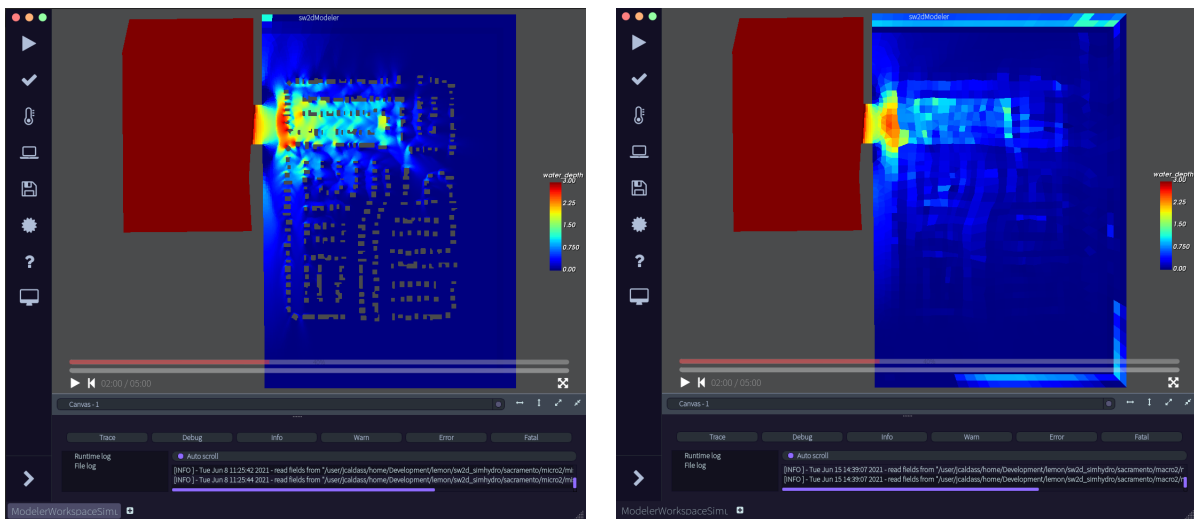 sw2dModeler
water_depth
3.00
2.25
1.50
0.750
0.00
02:00 / 05:00
Canvas - 1
Trace Debug Info Warn Error Fatal
Runtime log
Auto scroll
File log
[INFO ] - Tue Jun 8 11:25:42 2021 - read fields from "/user/jcaldass/home/Development/lemon/sw2d_simhydro/sacramento/micro2/mi
[INFO ] - Tue Jun 8 11:25:44 2021 - read fields from "/user/jcaldass/home/Development/lemon/sw2d_simhydro/sacramento/micro2/mi
ModelerWorkspaceSimu
sw2dModeler
water_depth
3.00
2.25
1.50
0.750
0.00
02:00 / 05:00
Canvas - 1
Trace Debug Info Warn Error Fatal
Runtime log
Auto scroll
File log
[INFO ] - Tue Jun 15 14:39:07 2021 - read fields from "/user/jcaldass/home/Development/lemon/sw2d_simhydro/sacramento/macro2/r
[INFO ] - Tue Jun 15 14:39:07 2021 - read fields from "/user/jcaldass/home/Development/lemon/sw2d_simhydro/sacramento/macro2/r
ModelerWorkspaceSimu